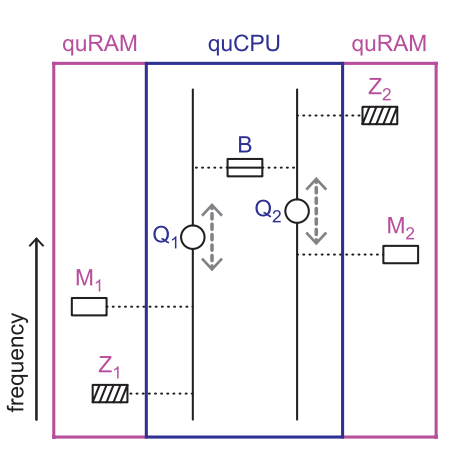 quRAM quCPU quRAM
Z2
B
Q2
Q1
M2
M1
Z1
frequency